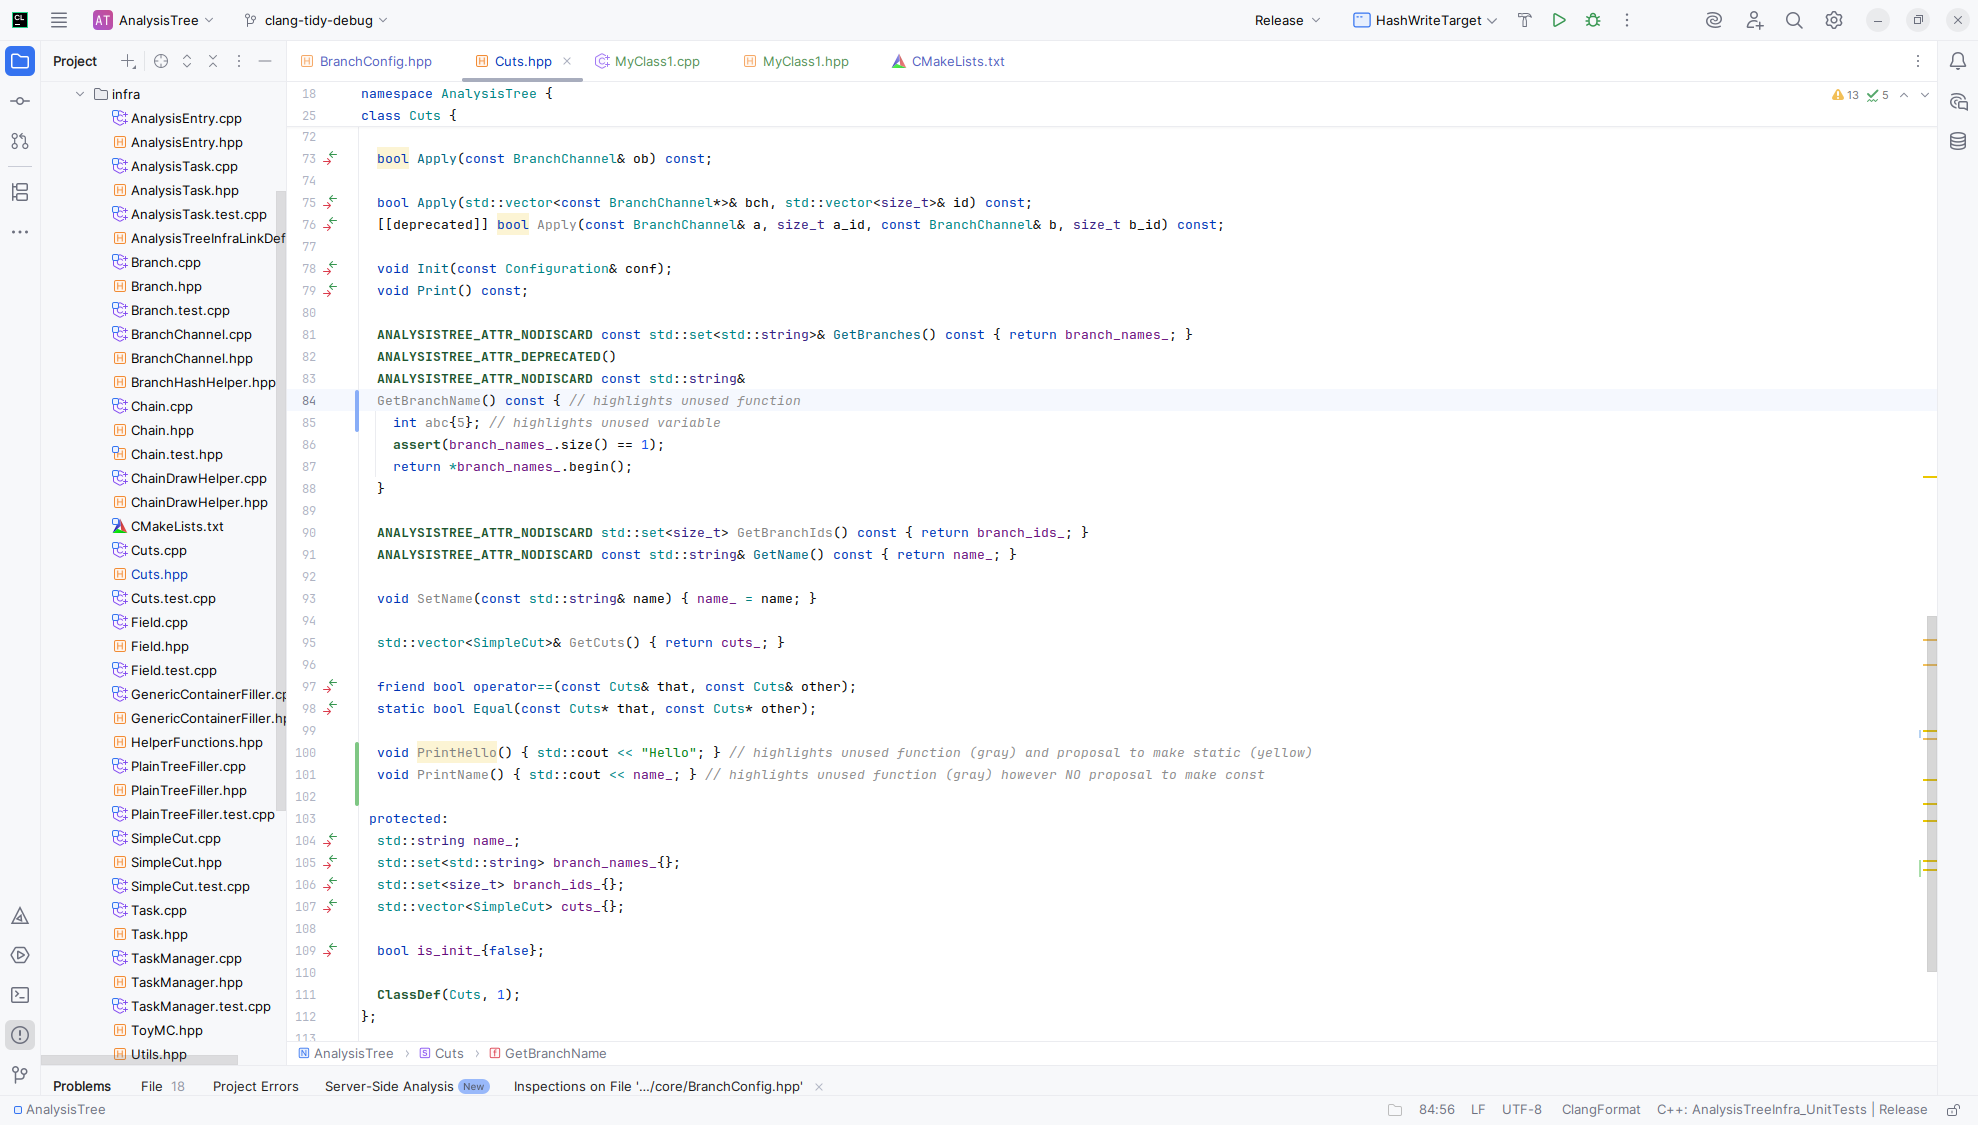 CL
AT AnalysisTree
clang-tidy-debug
Release
HashWriteTarget
Project
BranchConfig.hpp
Cuts.hpp
MyClass1.cpp
MyClass1.hpp
CMakeLists.txt
infra
AnalysisEntry.cpp
AnalysisEntry.hpp
AnalysisTask.cpp
AnalysisTask.hpp
AnalysisTask.test.cpp
AnalysisTreeInfraLinkDef
Branch.cpp
Branch.hpp
Branch.test.cpp
BranchChannel.cpp
BranchChannel.hpp
BranchHashHelper.hpp
Chain.cpp
Chain.hpp
Chain.test.hpp
ChainDrawHelper.cpp
ChainDrawHelper.hpp
CMakeLists.txt
Cuts.cpp
Cuts.hpp
Cuts.test.cpp
Field.cpp
Field.hpp
Field.test.cpp
GenericContainerFiller.cp
GenericContainerFiller.hp
HelperFunctions.hpp
PlainTreeFiller.cpp
PlainTreeFiller.hpp
PlainTreeFiller.test.cpp
SimpleCut.cpp
SimpleCut.hpp
SimpleCut.test.cpp
Task.cpp
Task.hpp
TaskManager.cpp
TaskManager.hpp
TaskManager.test.cpp
ToyMC.hpp
Utils.hpp
13 5
18 namespace AnalysisTree {
25 class Cuts {
72
73 bool Apply(const BranchChannel& ob) const;
74
75 bool Apply(std::vector<const BranchChannel*>& bch, std::vector<size_t>& id) const;
76 [[deprecated]] bool Apply(const BranchChannel& a, size_t a_id, const BranchChannel& b, size_t b_id) const;
77
78 void Init(const Configuration& conf);
79 void Print() const;
80
81 ANALYSISTREE_ATTR_NODISCARD const std::set<std::string>& GetBranches() const { return branch_names_; }
82 ANALYSISTREE_ATTR_DEPRECATED()
83 ANALYSISTREE_ATTR_NODISCARD const std::string&
84 GetBranchName() const { // highlights unused function
85 int abc{5}; // highlights unused variable
86 assert(branch_names_.size() == 1);
87 return *branch_names_.begin();
88 }
89
90 ANALYSISTREE_ATTR_NODISCARD std::set<size_t> GetBranchIds() const { return branch_ids_; }
91 ANALYSISTREE_ATTR_NODISCARD const std::string& GetName() const { return name_; }
92
93 void SetName(const std::string& name) { name_ = name; }
94
95 std::vector<SimpleCut>& GetCuts() { return cuts_; }
96
97 friend bool operator==(const Cuts& that, const Cuts& other);
98 static bool Equal(const Cuts* that, const Cuts* other);
99
100 void PrintHello() { std::cout << "Hello"; } // highlights unused function (gray) and proposal to make static (yellow)
101 void PrintName() { std::cout << name_; } // highlights unused function (gray) however NO proposal to make const
102
103 protected:
104 std::string name_;
105 std::set<std::string> branch_names_{};
106 std::set<size_t> branch_ids_{};
107 std::vector<SimpleCut> cuts_{};
108
109 bool is_init_{false};
110
111 ClassDef(Cuts, 1);
112 };
113
AnalysisTree › Cuts › GetBranchName
Problems File 18 Project Errors Server-Side Analysis New Inspections on File '.../core/BranchConfig.hpp'
AnalysisTree
84:56 LF UTF-8 ClangFormat C++: AnalysisTreeInfra_UnitTests | Release